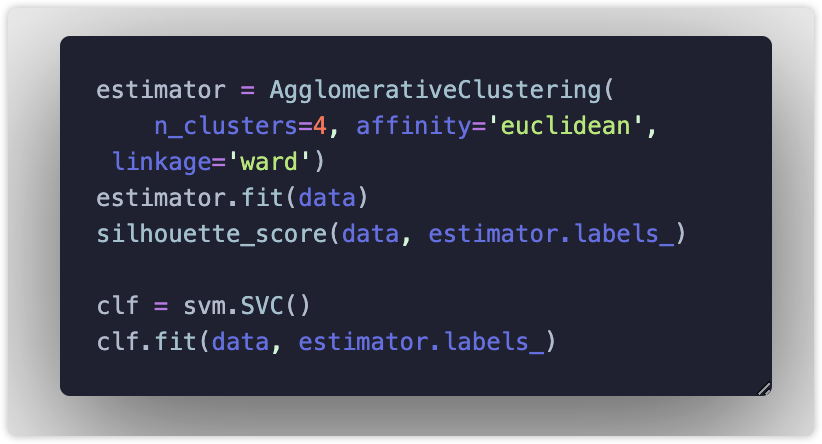 estimator = AgglomerativeClustering(
    n_clusters=4, affinity='euclidean',
 linkage='ward')
estimator.fit(data)
silhouette_score(data, estimator.labels_)

clf = svm.SVC()
clf.fit(data, estimator.labels_)